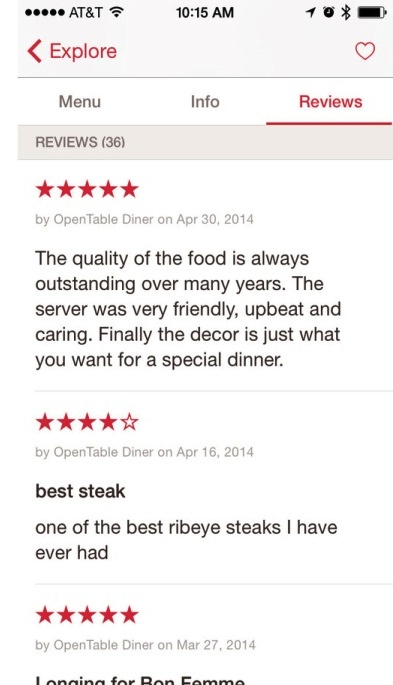 AT&T 10:15 AM
Explore
Menu Info Reviews
REVIEWS (36)
by OpenTable Diner on Apr 30, 2014
The quality of the food is always
outstanding over many years. The
server was very friendly, upbeat and
caring. Finally the decor is just what
you want for a special dinner.
by OpenTable Diner on Apr 16, 2014
best steak
one of the best ribeye steaks I have
ever had
by OpenTable Diner on Mar 27, 2014
Longing for Bon Femme